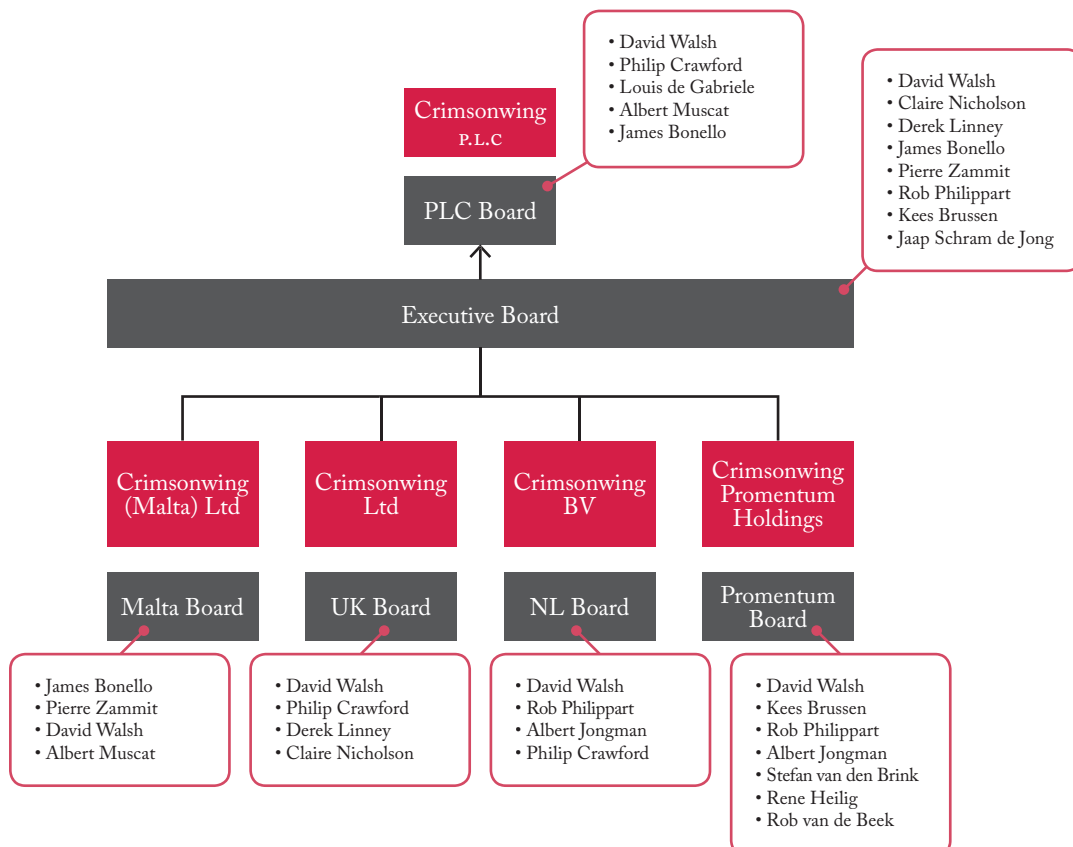 Crimsonwing
P.L.C
PLC Board
• David Walsh
• Philip Crawford
• Louis de Gabriele
• Albert Muscat
• James Bonello
• David Walsh
• Claire Nicholson
• Derek Linney
• James Bonello
• Pierre Zammit
• Rob Philippart
• Kees Brussen
• Jaap Schram de Jong
Executive Board
Crimsonwing
(Malta) Ltd
Crimsonwing
Ltd
Crimsonwing
BV
Crimsonwing
Promentum
Holdings
Malta Board
UK Board
NL Board
Promentum
Board
• James Bonello
• Pierre Zammit
• David Walsh
• Albert Muscat
• David Walsh
• Philip Crawford
• Derek Linney
• Claire Nicholson
• David Walsh
• Rob Philippart
• Albert Jongman
• Philip Crawford
• David Walsh
• Kees Brussen
• Rob Philippart
• Albert Jongman
• Stefan van den Brink
• Rene Heilig
• Rob van de Beek